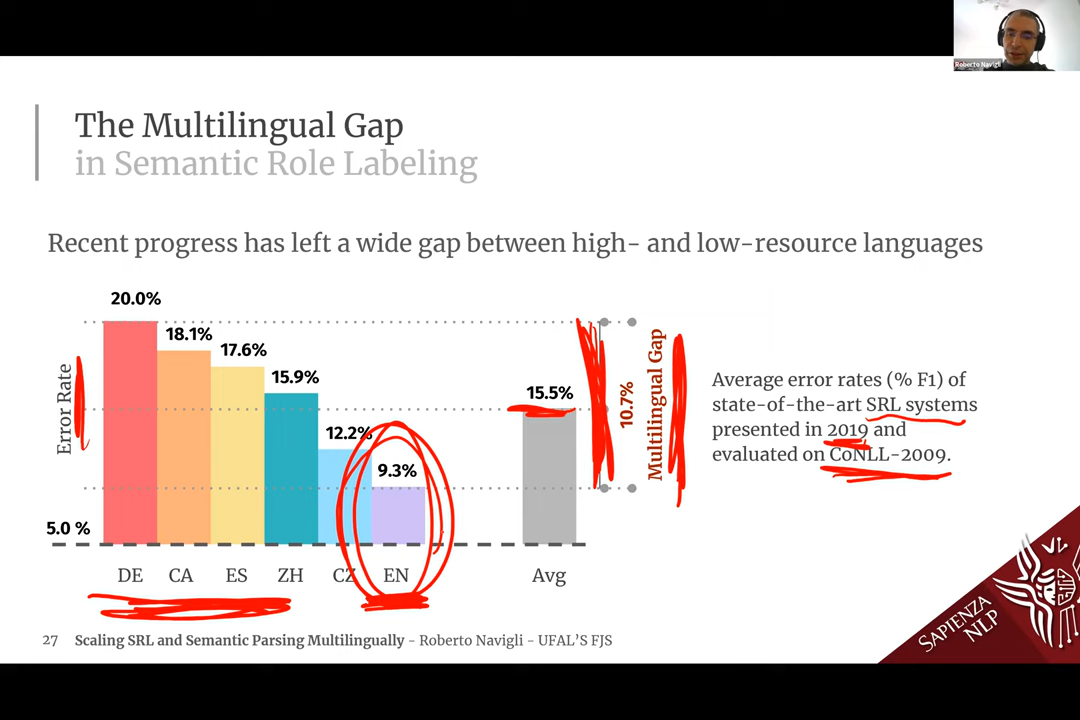 Roberto Navigli
The Multilingual Gap
in Semantic Role Labeling
Recent progress has left a wide gap between high- and low-resource languages
20.0%
18.1%
17.6%
15.9%
12.2%
9.3%
15.5%
Error Rate
10.7%
Multilingual Gap
Average error rates (% F1) of
state-of-the-art SRL systems
presented in 2019 and
evaluated on CoNLL-2009.
5.0 %
DE CA ES ZH CZ EN Avg
27 Scaling SRL and Semantic Parsing Multilingually - Roberto Navigli - UFAL'S FJS
SAPIENZA
NLP